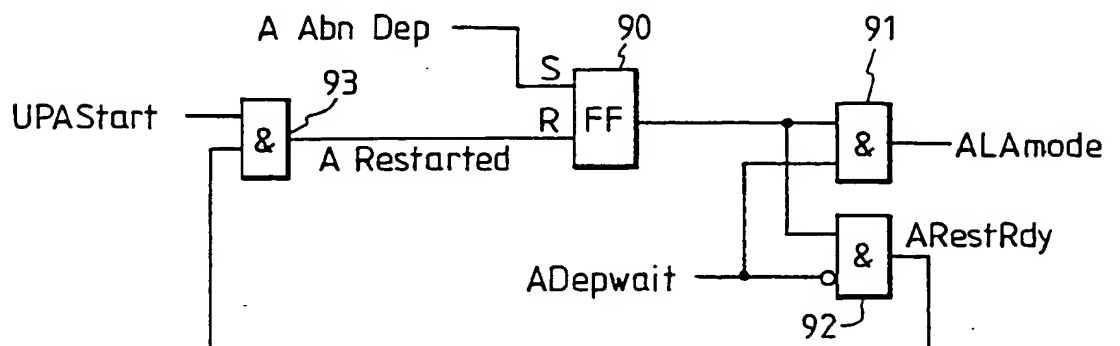 A Abn Dep
90
91
93
S
UPAStart
R
FF
&
&
A Restarted
ALAmode
&
ARestRdy
ADepwait
92